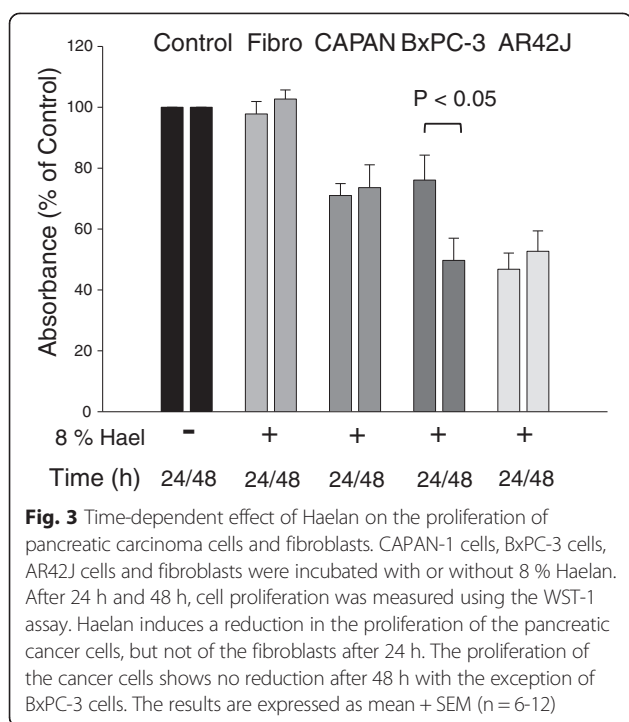 Control Fibro CAPAN BxPC-3 AR42J
P < 0.05
Absorbance (% of Control)
120
100
80
60
40
20
0
8 % Hael - + + + +
Time (h) 24/48 24/48 24/48 24/48 24/48
Fig. 3 Time-dependent effect of Haelan on the proliferation of
pancreatic carcinoma cells and fibroblasts. CAPAN-1 cells, BxPC-3 cells,
AR42J cells and fibroblasts were incubated with or without 8 % Haelan.
After 24 h and 48 h, cell proliferation was measured using the WST-1
assay. Haelan induces a reduction in the proliferation of the pancreatic
cancer cells, but not of the fibroblasts after 24 h. The proliferation of
the cancer cells shows no reduction after 48 h with the exception of
BxPC-3 cells. The results are expressed as mean + SEM (n = 6-12)